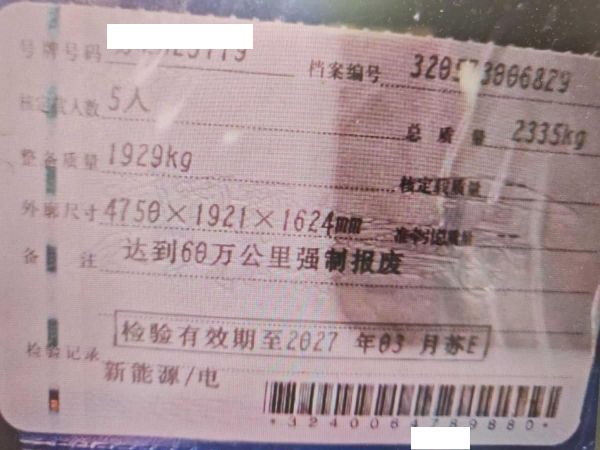 号牌号码
档案编号 320573006829
核定载人数 5人
总质量 2335kg
整备质量 1929kg
核定载质量 --
外廓尺寸 4750×1921×1624mm
准牵引总质量 --
备注 达到60万公里强制报废
检验有效期至2027 年03 月苏E
检验记录
新能源/电